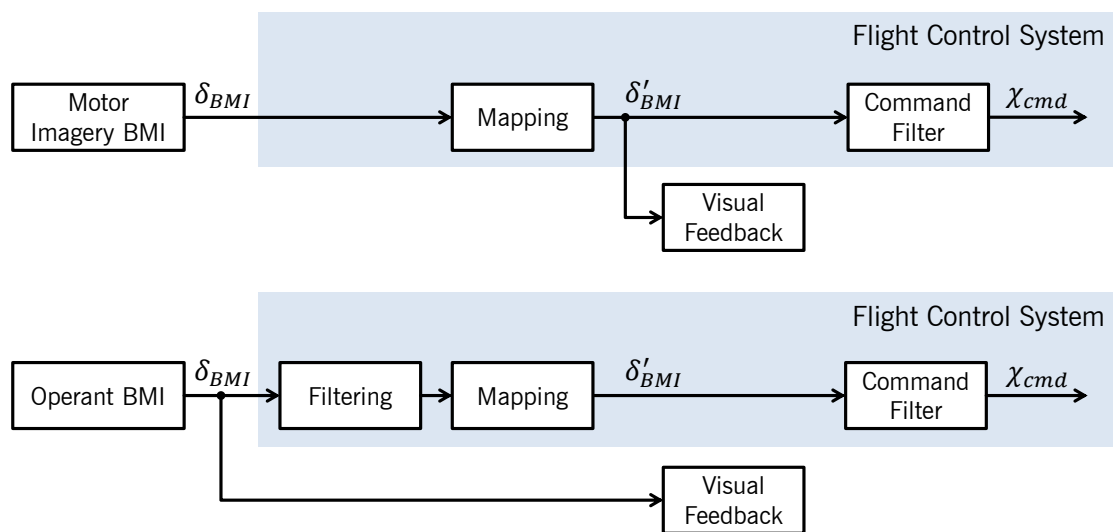 Flight Control System
Motor
Imagery BMI
δ_BMI
Mapping
δ′_BMI
Command
Filter
χ_cmd
Visual
Feedback
Flight Control System
Operant BMI
δ_BMI
Filtering
Mapping
δ′_BMI
Command
Filter
χ_cmd
Visual
Feedback